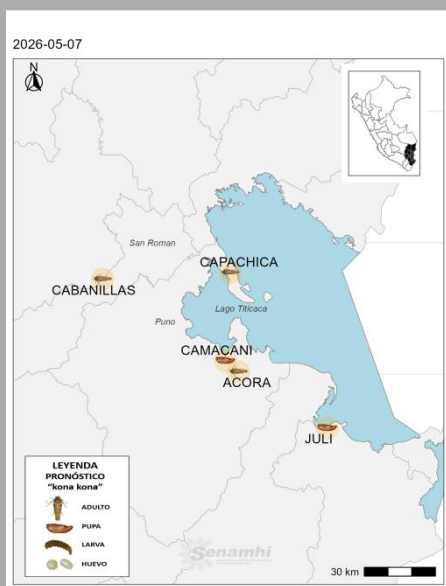 2026-05-07
N
San Roman
CAPACHICA
CABANILLAS
Lago Titicaca
Puno
CAMACANI
ACORA
JULI
LEYENDA
PRONÓSTICO
"kona kona"
ADULTO
PUPA
LARVA
HUEVO
Senamhi
30 km